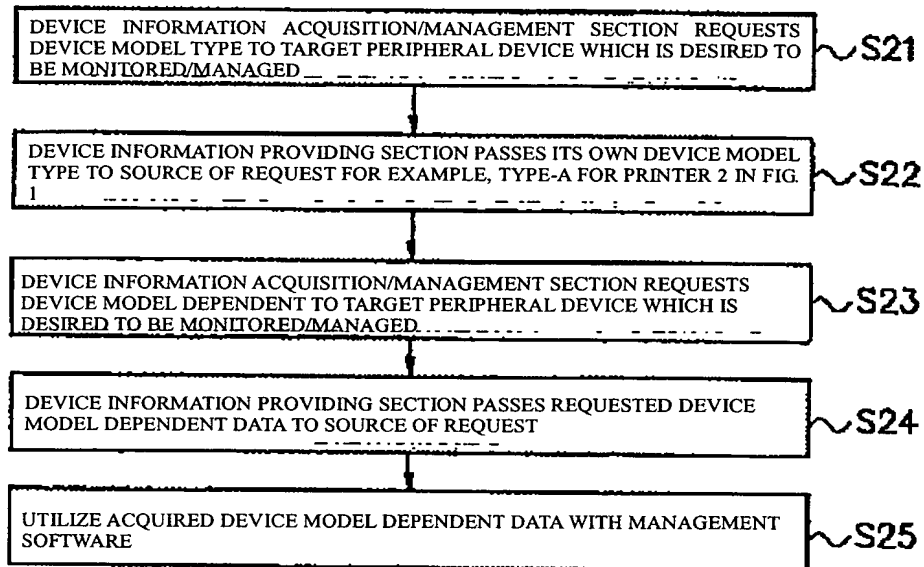 DEVICE INFORMATION ACQUISITION/MANAGEMENT SECTION REQUESTS
DEVICE MODEL TYPE TO TARGET PERIPHERAL DEVICE WHICH IS DESIRED TO
BE MONITORED/MANAGED
S21
DEVICE INFORMATION PROVIDING SECTION PASSES ITS OWN DEVICE MODEL
TYPE TO SOURCE OF REQUEST FOR EXAMPLE, TYPE-A FOR PRINTER 2 IN FIG.
1
S22
DEVICE INFORMATION ACQUISITION/MANAGEMENT SECTION REQUESTS
DEVICE MODEL DEPENDENT TO TARGET PERIPHERAL DEVICE WHICH IS
DESIRED TO BE MONITORED/MANAGED
S23
DEVICE INFORMATION PROVIDING SECTION PASSES REQUESTED DEVICE
MODEL DEPENDENT DATA TO SOURCE OF REQUEST
S24
UTILIZE ACQUIRED DEVICE MODEL DEPENDENT DATA WITH MANAGEMENT
SOFTWARE
S25